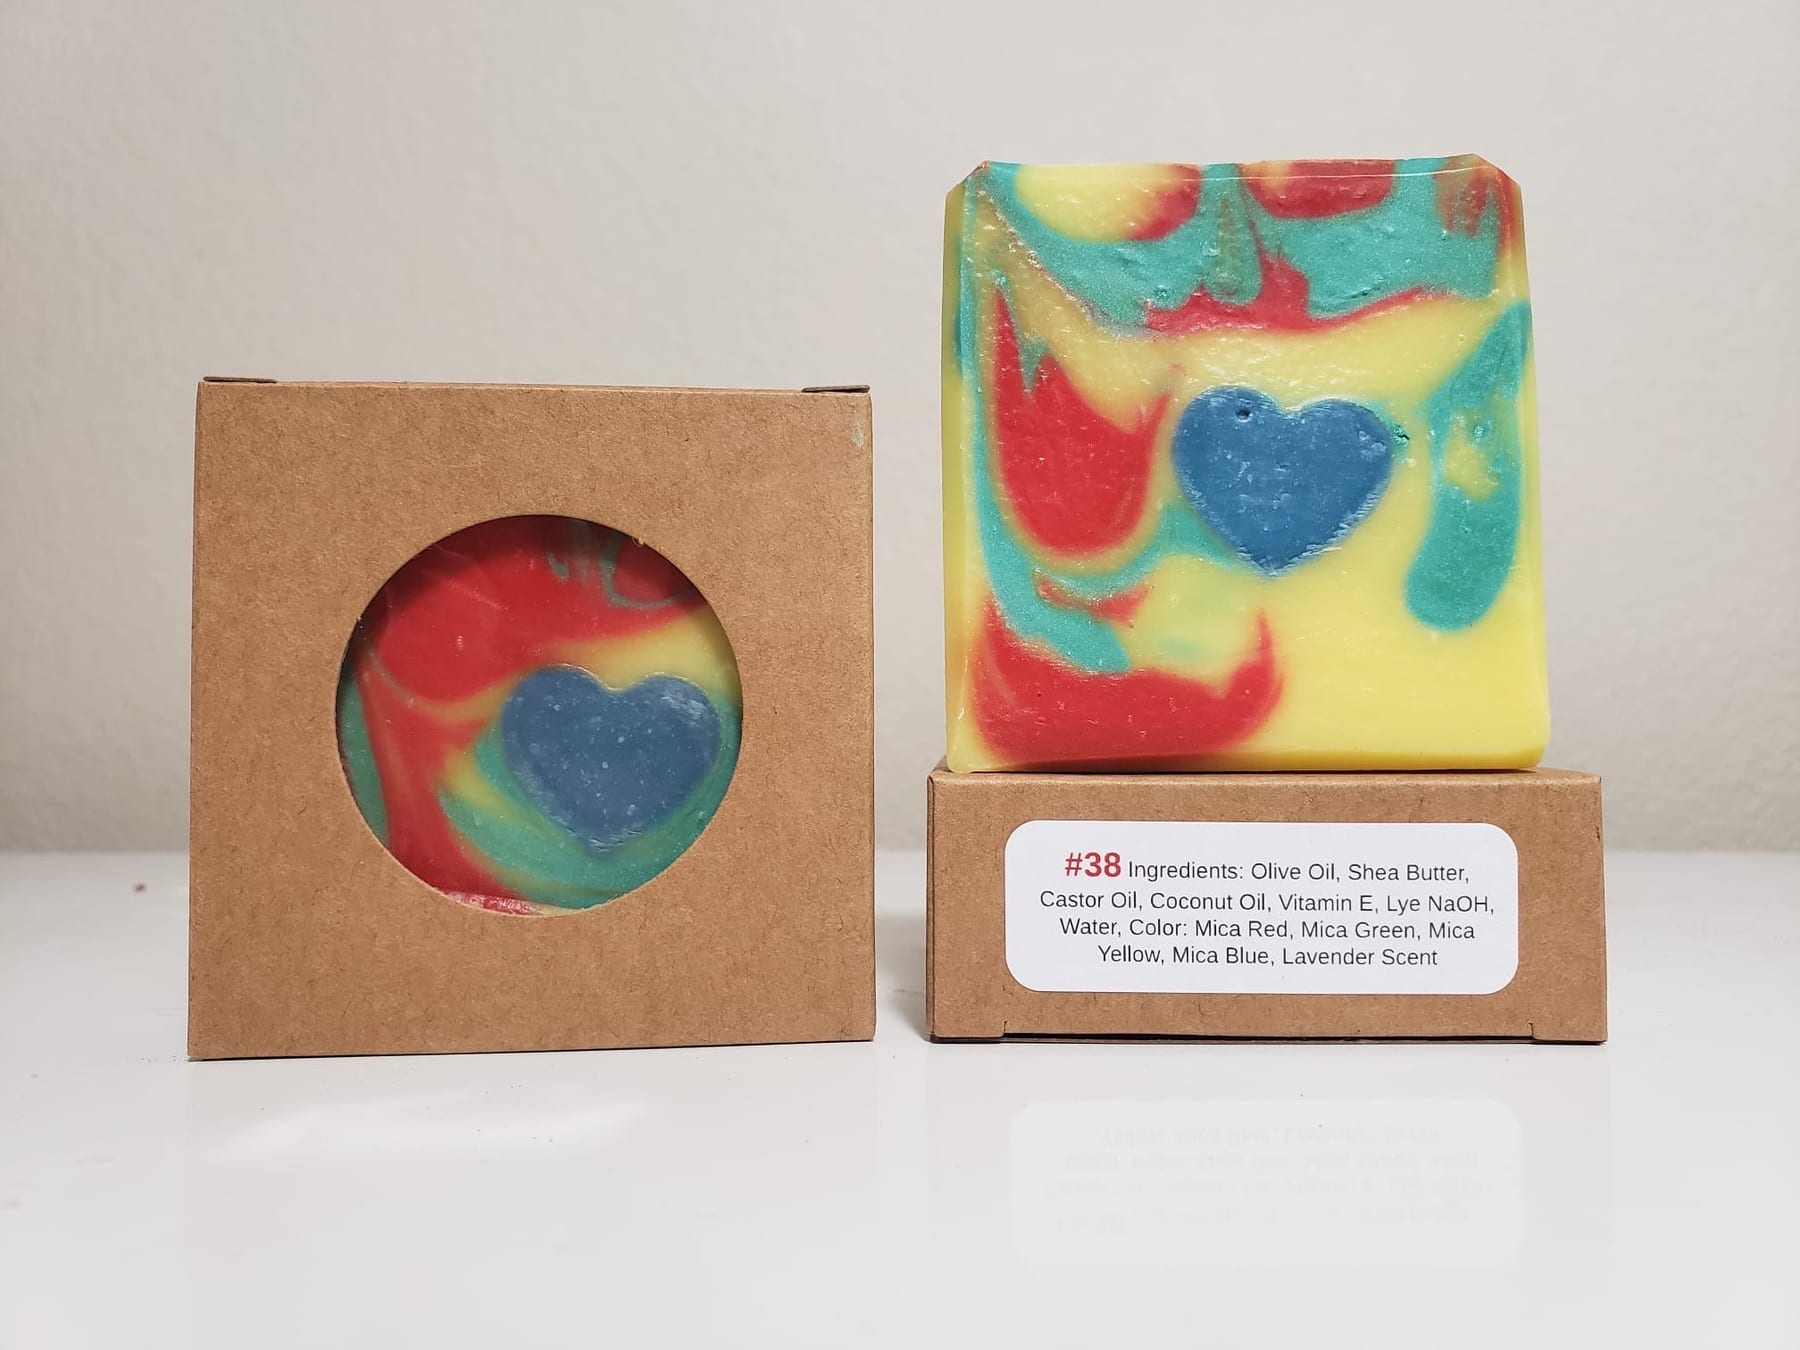 #38 Ingredients: Olive Oil, Shea Butter,
Castor Oil, Coconut Oil, Vitamin E, Lye NaOH,
Water, Color: Mica Red, Mica Green, Mica
Yellow, Mica Blue, Lavender Scent